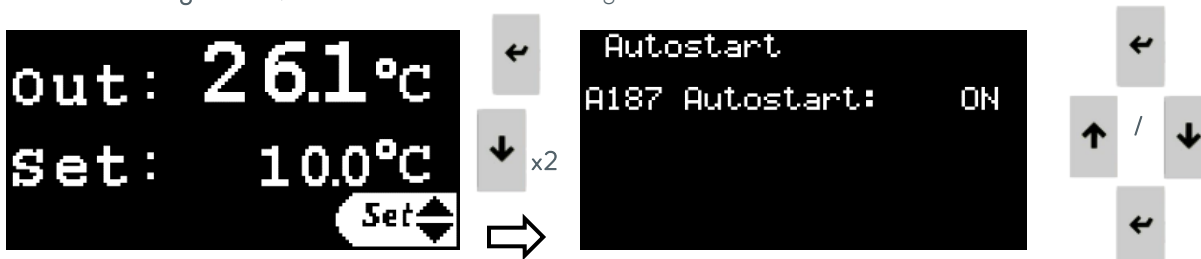 out: 26.1°C
Set: 10.0°C
Set
x2
Autostart
A187 Autostart: ON
/